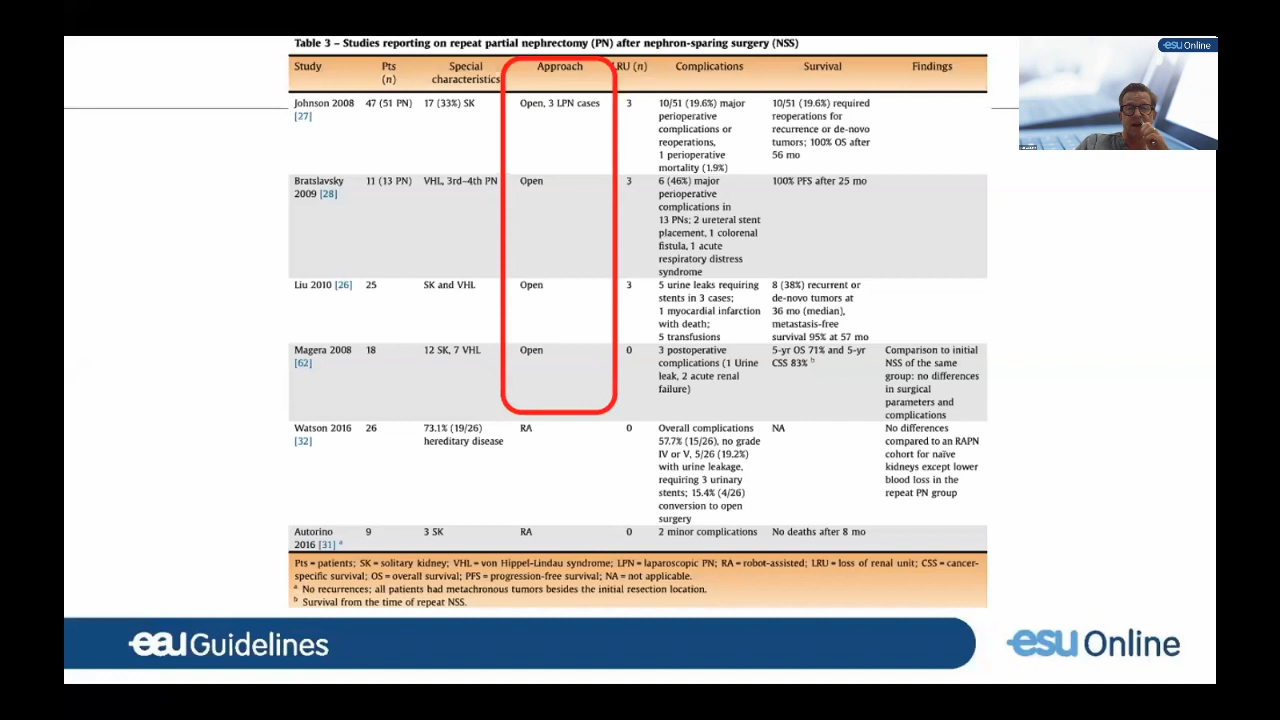 Table 3 – Studies reporting on repeat partial nephrectomy (PN) after nephron-sparing surgery (NSS)
Study Pts (n) Special characteristics Approach LRU (n) Complications Survival Findings
Johnson 2008 [27]
47 (51 PN)
17 (33%) SK
Open, 3 LPN cases
3
10/51 (19.6%) major
perioperative
complications or
reoperations,
1 perioperative
mortality (1.9%)
10/51 (19.6%) required
reoperations for
recurrence or de-novo
tumors; 100% OS after
56 mo
Bratslavsky
2009 [28]
11 (13 PN)
VHL, 3rd–4th PN
Open
3
6 (46%) major
perioperative
complications in
13 PNs; 2 ureteral stent
placement, 1 colorenal
fistula, 1 acute
respiratory distress
syndrome
100% PFS after 25 mo
Liu 2010 [26]
25
SK and VHL
Open
3
5 urine leaks requiring
stents in 3 cases;
1 myocardial infarction
with death;
5 transfusions
8 (38%) recurrent or
de-novo tumors at
36 mo (median),
metastasis-free
survival 95% at 57 mo
Magera 2008
[62]
18
12 SK, 7 VHL
Open
0
3 postoperative
complications (1 Urine
leak, 2 acute renal
failure)
5-yr OS 71% and 5-yr
CSS 83% b
Comparison to initial
NSS of the same
group: no differences
in surgical
parameters and
complications
Watson 2016
[32]
26
73.1% (19/26)
hereditary disease
RA
0
Overall complications
57.7% (15/26), no grade
IV or V, 5/26 (19.2%)
with urine leakage,
requiring 3 urinary
stents; 15.4% (4/26)
conversion to open
surgery
NA
No differences
compared to an RAPN
cohort for naïve
kidneys except lower
blood loss in the
repeat PN group
Autorino
2016 [31] a
9
3 SK
RA
0
2 minor complications
No deaths after 8 mo
Pts = patients; SK = solitary kidney; VHL = von Hippel-Lindau syndrome; LPN = laparoscopic PN; RA = robot-assisted; LRU = loss of renal unit; CSS = cancer-
specific survival; OS = overall survival; PFS = progression-free survival; NA = not applicable.
a No recurrences; all patients had metachronous tumors besides the initial resection location.
b Survival from the time of repeat NSS.
eau Guidelines
esu Online
esu Online